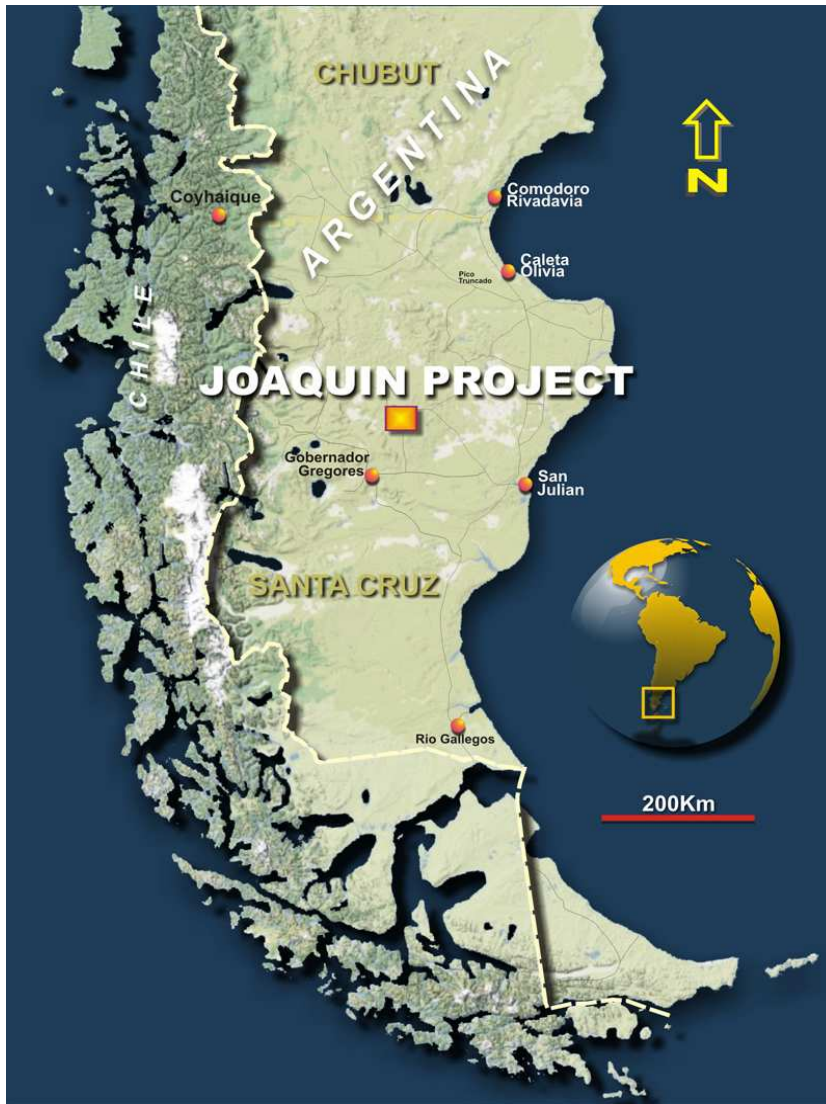 CHUBUT
ARGENTINA
N
Coyhaique
Comodoro
Rivadavia
Caleta
Olivia
Pico
Truncado
CHILE
JOAQUIN PROJECT
Gobernador
Gregores
San
Julian
SANTA CRUZ
Rio Gallegos
200Km